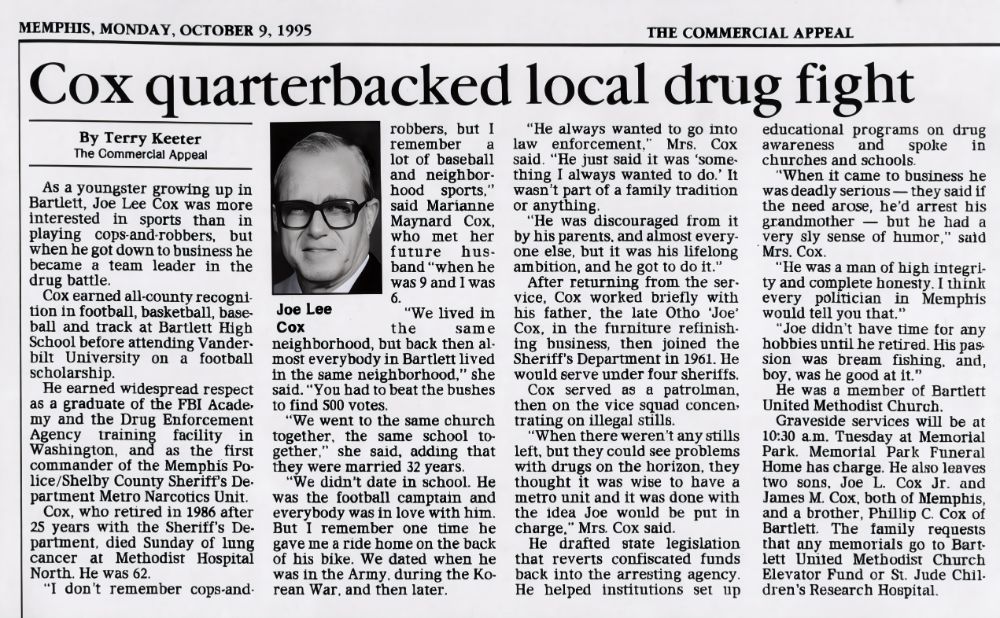 MEMPHIS, MONDAY, OCTOBER 9, 1995
THE COMMERCIAL APPEAL
Cox quarterbacked local drug fight
By Terry Keeter
The Commercial Appeal
As a youngster growing up in
Bartlett, Joe Lee Cox was more
interested in sports than in
playing cops-and-robbers, but
when he got down to business he
became a team leader in the
drug battle.
Cox earned all-county recogni-
tion in football, basketball, base-
ball and track at Bartlett High
School before attending Vander-
bilt University on a football
scholarship.
He earned widespread respect
as a graduate of the FBI Acade-
my and the Drug Enforcement
Agency training facility in
Washington, and as the first
commander of the Memphis Po-
lice/Shelby County Sheriff's De-
partment Metro Narcotics Unit.
Cox, who retired in 1986 after
25 years with the Sheriff's De-
partment, died Sunday of lung
cancer at Methodist Hospital
North. He was 62.
"I don't remember cops-and-
Joe Lee
Cox
robbers, but I
remember a
lot of baseball
and neighbor-
hood sports,"
said Marianne
Maynard Cox,
who met her
future hus-
band "when he
was 9 and I was
6.
"We lived in
the same
neighborhood, but back then al-
most everybody in Bartlett lived
in the same neighborhood," she
said. "You had to beat the bushes
to find 500 votes.
"We went to the same church
together, the same school to-
gether," she said, adding that
they were married 32 years.
"We didn't date in school. He
was the football camptain and
everybody was in love with him.
But I remember one time he
gave me a ride home on the back
of his bike. We dated when he
was in the Army, during the Ko-
rean War, and then later.
"He always wanted to go into
law enforcement," Mrs. Cox
said. "He just said it was 'some-
thing I always wanted to do.' It
wasn't part of a family tradition
or anything.
"He was discouraged from it
by his parents, and almost every-
one else, but it was his lifelong
ambition, and he got to do it."
After returning from the ser-
vice, Cox worked briefly with
his father, the late Otho 'Joe'
Cox, in the furniture refinish-
ing business, then joined the
Sheriff's Department in 1961. He
would serve under four sheriffs.
Cox served as a patrolman,
then on the vice squad concen-
trating on illegal stills.
"When there weren't any stills
left, but they could see problems
with drugs on the horizon, they
thought it was wise to have a
metro unit and it was done with
the idea Joe would be put in
charge," Mrs. Cox said.
He drafted state legislation
that reverts confiscated funds
back into the arresting agency.
He helped institutions set up
educational programs on drug
awareness and spoke in
churches and schools.
"When it came to business he
was deadly serious — they said if
the need arose, he'd arrest his
grandmother — but he had a
very sly sense of humor," said
Mrs. Cox.
"He was a man of high integri-
ty and complete honesty. I think
every politician in Memphis
would tell you that."
"Joe didn't have time for any
hobbies until he retired. His pas-
sion was bream fishing, and,
boy, was he good at it."
He was a member of Bartlett
United Methodist Church.
Graveside services will be at
10:30 a.m. Tuesday at Memorial
Park. Memorial Park Funeral
Home has charge. He also leaves
two sons, Joe L. Cox Jr. and
James M. Cox, both of Memphis,
and a brother, Phillip C. Cox of
Bartlett. The family requests
that any memorials go to Bart-
lett United Methodist Church
Elevator Fund or St. Jude Chil-
dren's Research Hospital.